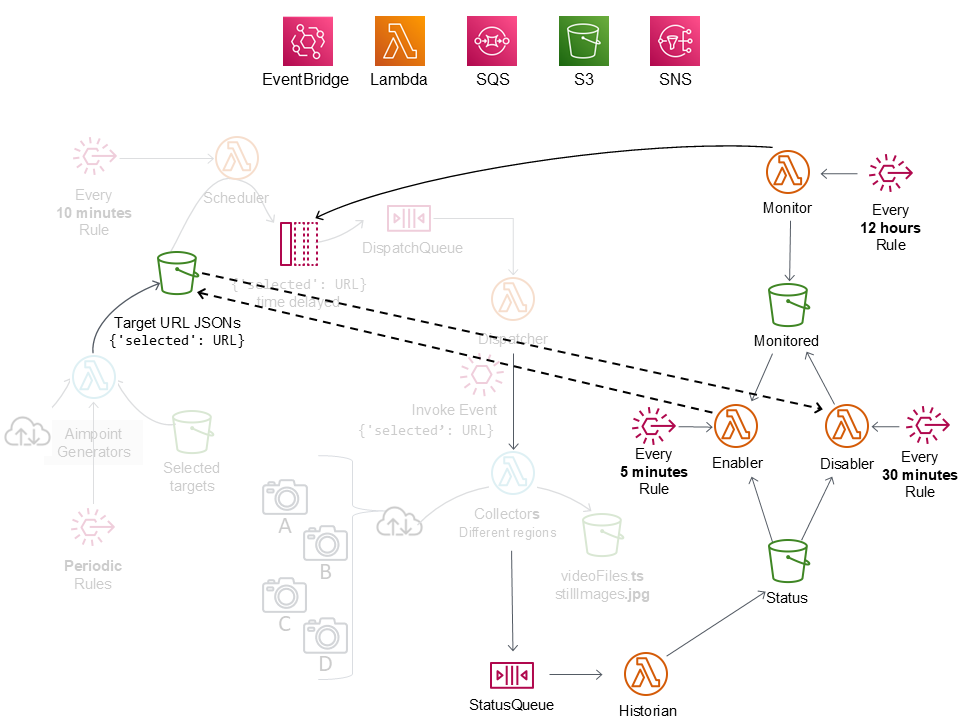 EventBridge
Lambda
SQS
S3
SNS
Every
10 minutes
Rule
Scheduler
DispatchQueue
{'selected': URL}
time delayed
Monitor
Every
12 hours
Rule
Target URL JSONs
{'selected': URL}
Dispatcher
Monitored
Invoke Event
{'selected’: URL}
Aimpoint
Generators
Selected
targets
Every
5 minutes
Rule
Enabler
Disabler
Every
30 minutes
Rule
Periodic
Rules
A
B
C
D
Collectors
Different regions
videoFiles.ts
stillImages.jpg
Status
StatusQueue
Historian